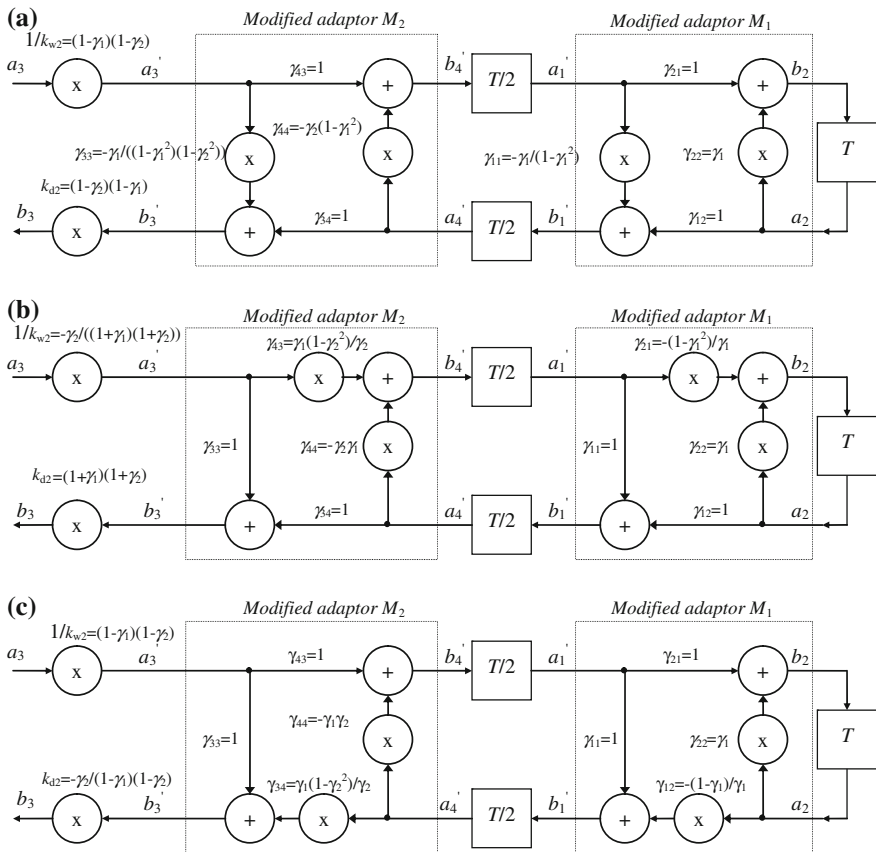 (a)
Modified adaptor M₂
Modified adaptor M₁
1/k_w2=(1-γ₁)(1-γ₂)
a₃
a₃'
γ₄₃=1
b₄'
T/2
a₁'
γ₂₁=1
b₂
x
+
+
γ₄₄=-γ₂(1-γ₁²)
γ₃₃=-γ₁/((1-γ₁²)(1-γ₂²))
x
x
γ₁₁=-γ₁/(1-γ₁²)
x
γ₂₂=γ₁
x
T
k_d2=(1-γ₂)(1-γ₁)
b₃
b₃'
γ₃₄=1
a₄'
T/2
b₁'
γ₁₂=1
a₂
x
+
+
(b)
Modified adaptor M₂
Modified adaptor M₁
1/k_w2=-γ₂/((1+γ₁)(1+γ₂))
γ₄₃=γ₁(1-γ₂²)/γ₂
γ₂₁=-(1-γ₁²)/γ₁
a₃
a₃'
b₄'
T/2
a₁'
b₂
x
x
+
x
+
γ₃₃=1
γ₄₄=-γ₂γ₁
x
γ₁₁=1
γ₂₂=γ₁
x
T
k_d2=(1+γ₁)(1+γ₂)
b₃
b₃'
γ₃₄=1
a₄'
T/2
b₁'
γ₁₂=1
a₂
x
+
+
(c)
Modified adaptor M₂
Modified adaptor M₁
1/k_w2=(1-γ₁)(1-γ₂)
a₃
a₃'
γ₄₃=1
b₄'
T/2
a₁'
γ₂₁=1
b₂
x
+
+
γ₃₃=1
γ₄₄=-γ₁γ₂
x
γ₁₁=1
γ₂₂=γ₁
x
T
k_d2=-γ₂/(1-γ₁)(1-γ₂)
γ₃₄=γ₁(1-γ₂²)/γ₂
γ₁₂=-(1-γ₁)/γ₁
b₃
b₃'
a₄'
T/2
b₁'
a₂
x
+
x
+
x